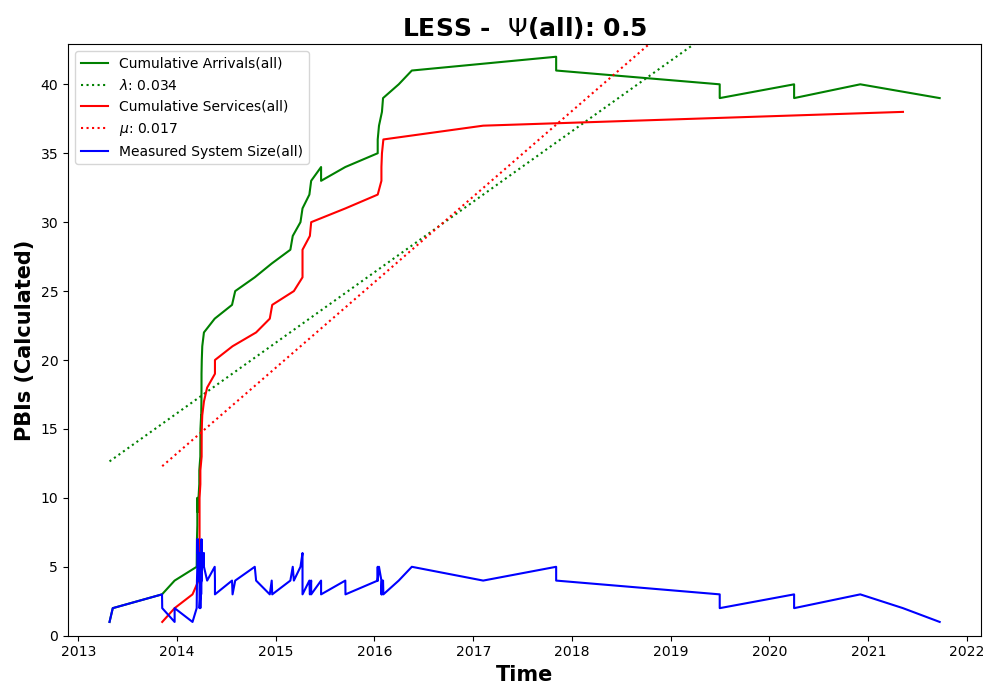 LESS - Ψ(all): 0.5
Cumulative Arrivals(all)
λ: 0.034
Cumulative Services(all)
μ: 0.017
Measured System Size(all)
PBIs (Calculated)
40
35
30
25
20
15
10
5
0
2013 2014 2015 2016 2017 2018 2019 2020 2021 2022
Time